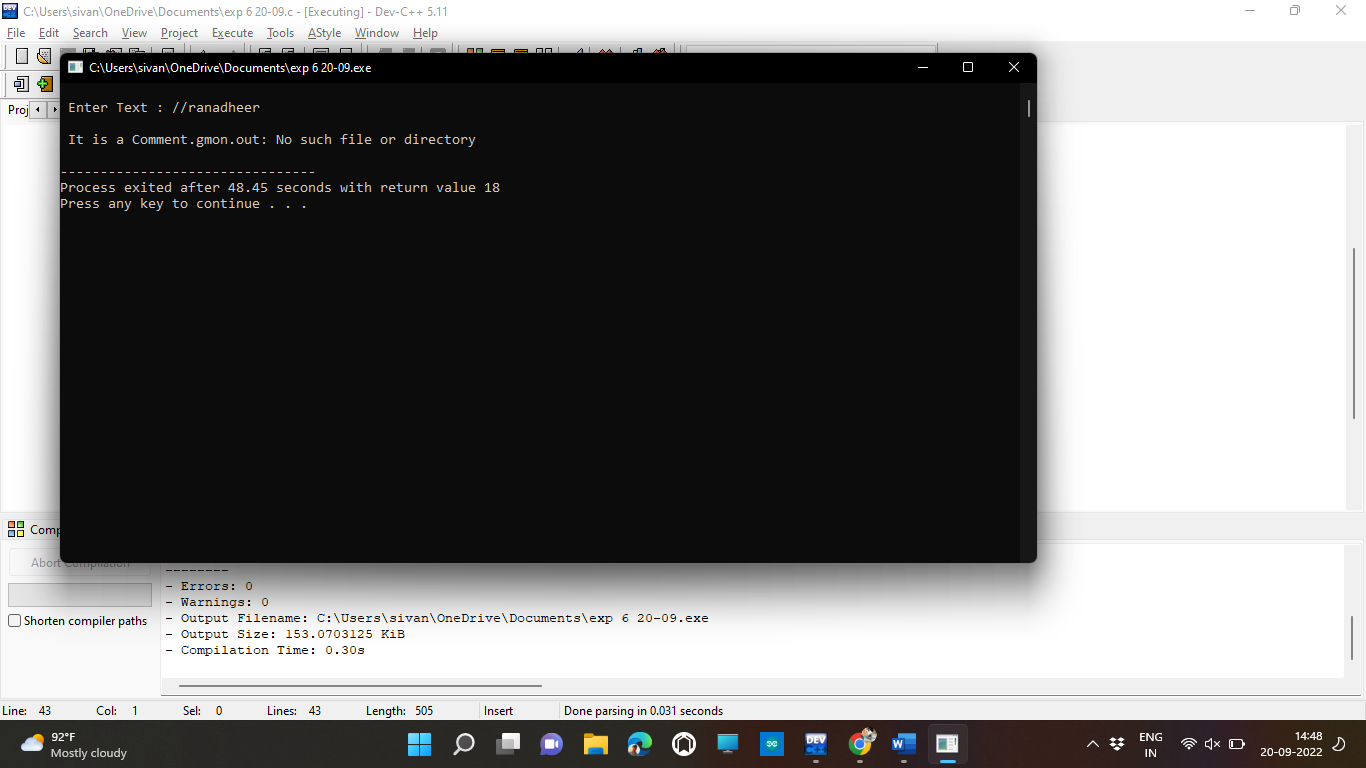 C:\Users\sivan\OneDrive\Documents\exp 6 20-09.c - [Executing] - Dev-C++ 5.11
File Edit Search View Project Execute Tools AStyle Window Help
C:\Users\sivan\OneDrive\Documents\exp 6 20-09.exe
Proj
Enter Text : //ranadheer
It is a Comment.gmon.out: No such file or directory
--------------------------------
Process exited after 48.45 seconds with return value 18
Press any key to continue . . .
Comp
Abort Compilation
Shorten compiler paths
--------
- Errors: 0
- Warnings: 0
- Output Filename: C:\Users\sivan\OneDrive\Documents\exp 6 20-09.exe
- Output Size: 153.0703125 KiB
- Compilation Time: 0.30s
Line: 43 Col: 1 Sel: 0 Lines: 43 Length: 505 Insert Done parsing in 0.031 seconds
92°F
Mostly cloudy
DEV
ENG
IN
14:48
20-09-2022